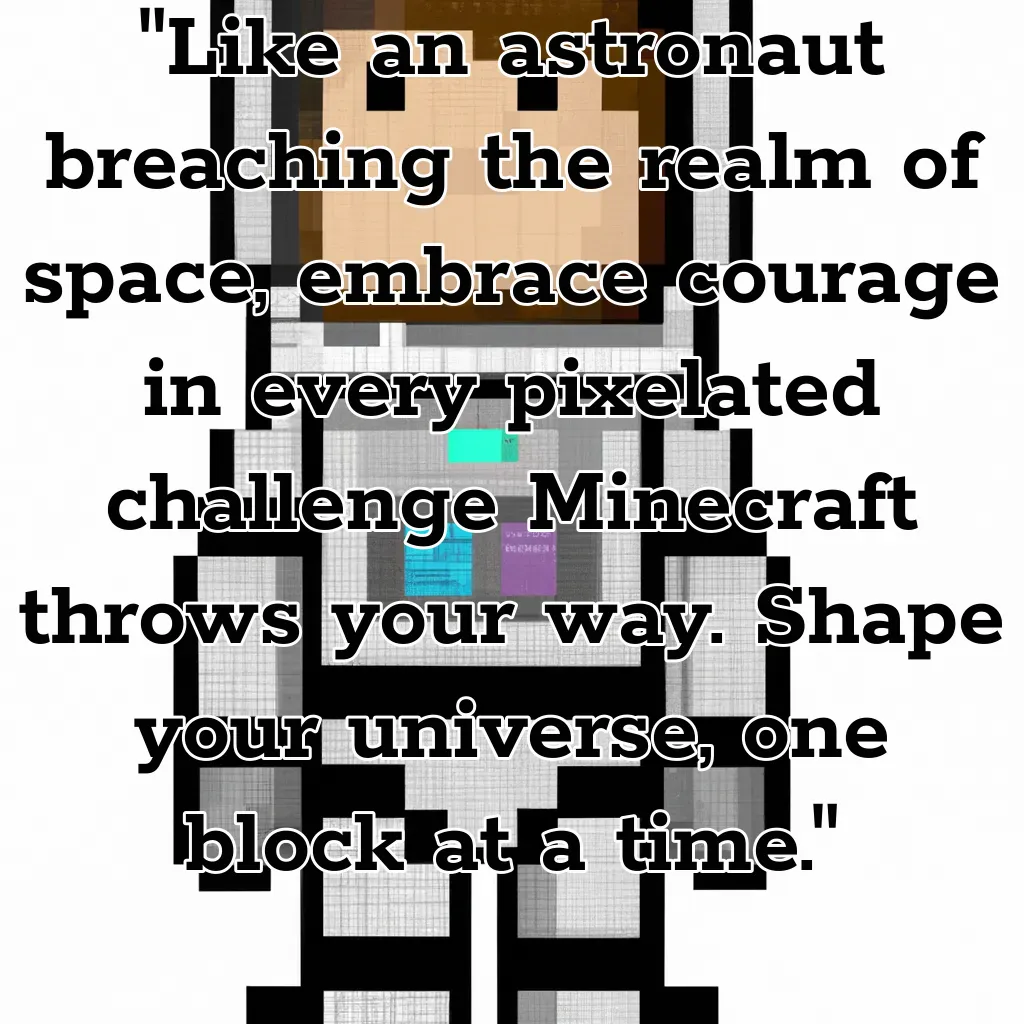 "Like an astronaut
breaching the realm of
space, embrace courage
in every pixelated
challenge Minecraft
throws your way. Shape
your universe, one
block at a time."